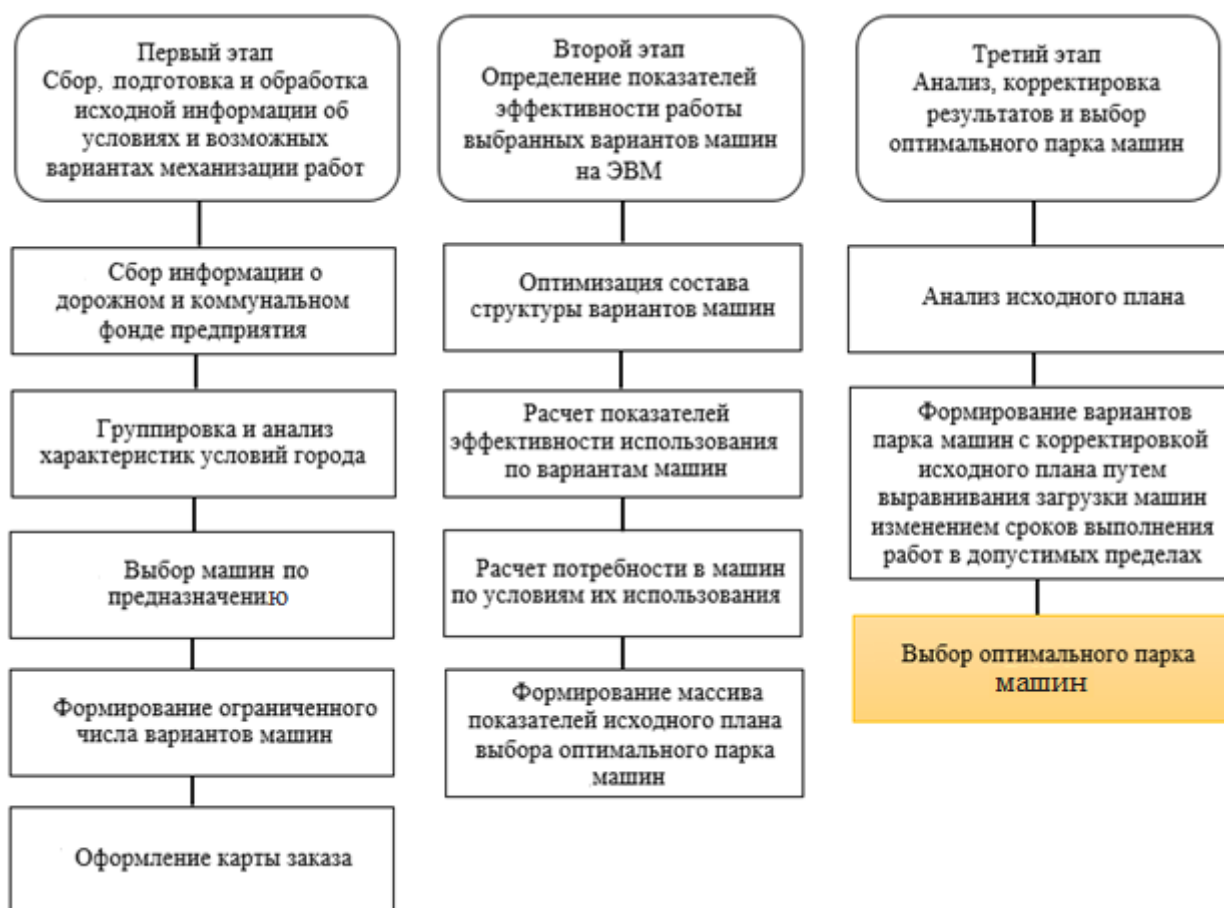 Первый этап
Сбор, подготовка и обработка
исходной информации об
условиях и возможных
вариантах механизации работ
Сбор информации о
дорожном и коммунальном
фонде предприятия
Группировка и анализ
характеристик условий города
Выбор машин по
предназначению
Формирование ограниченного
числа вариантов машин
Оформление карты заказа
Второй этап
Определение показателей
эффективности работы
выбранных вариантов машин
на ЭВМ
Оптимизация состава
структуры вариантов машин
Расчет показателей
эффективности использования
по вариантам машин
Расчет потребности в машин
по условиям их использования
Формирование массива
показателей исходного плана
выбора оптимального парка
машин
Третий этап
Анализ, корректировка
результатов и выбор
оптимального парка машин
Анализ исходного плана
Формирование вариантов
парка машин с корректировкой
исходного плана путем
выравнивания загрузки машин
изменением сроков выполнения
работ в допустимых пределах
Выбор оптимального парка
машин